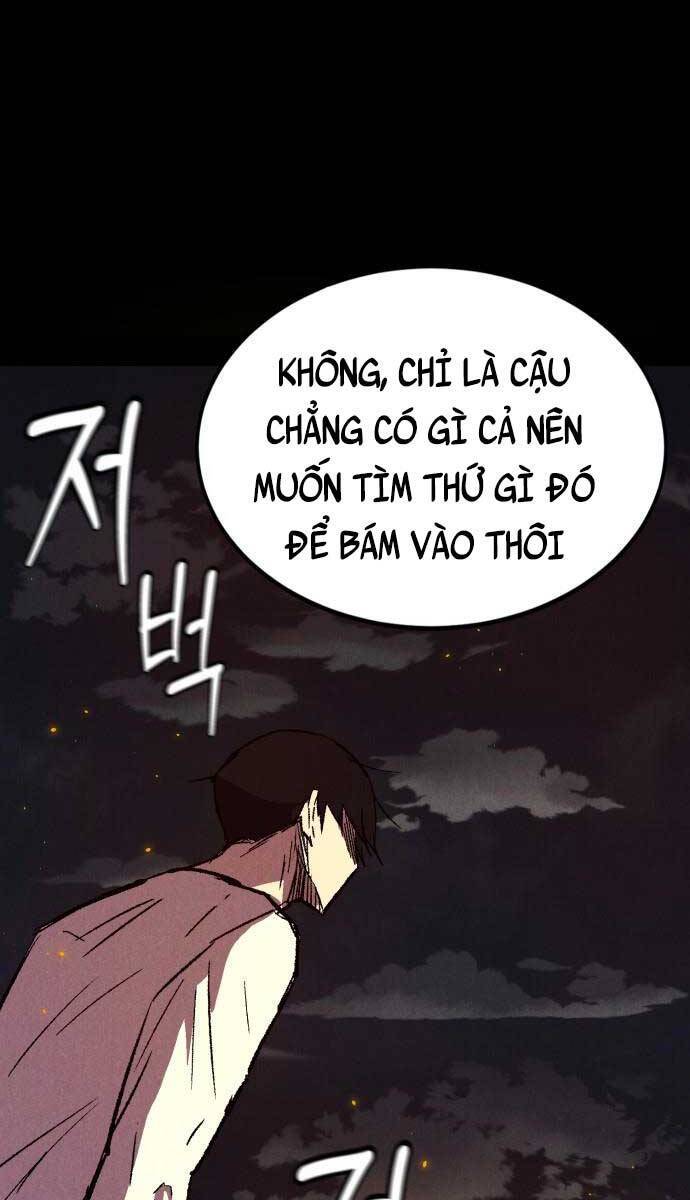 KHÔNG, CHỈ LÀ CẬU
CHẲNG CÓ GÌ CẢ NÊN
MUỐN TÌM THỨ GÌ ĐÓ
ĐỂ BÁM VÀO THÔI
저
벅